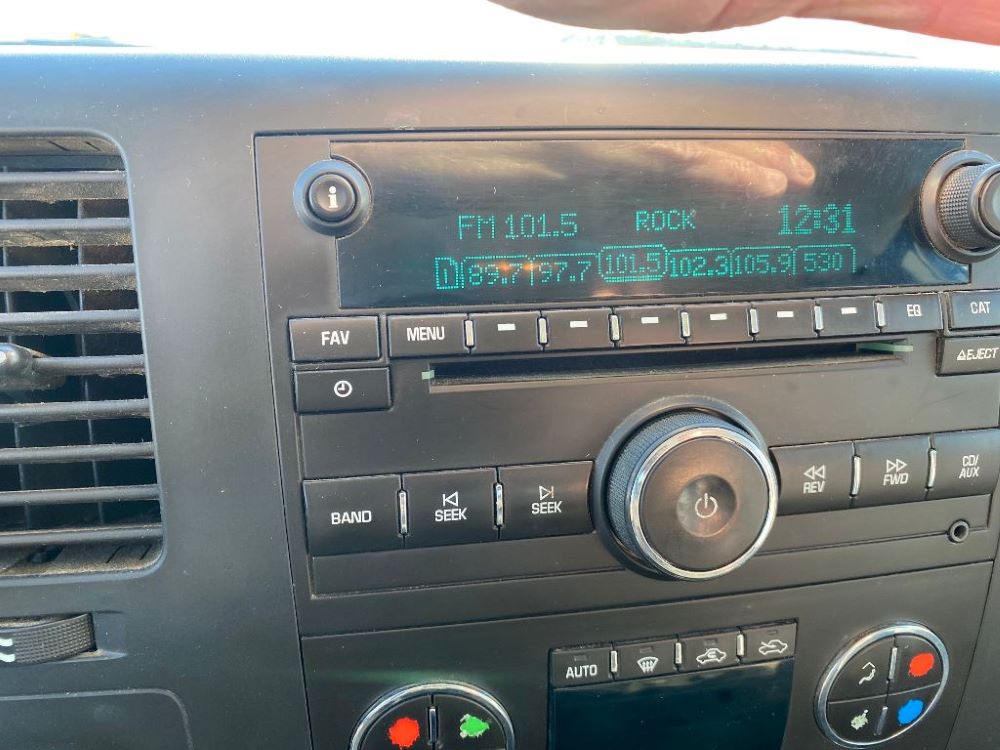 i
FM 101.5 ROCK 12:31
1 89.7 97.7 101.5 102.3 105.9 530
FAV MENU EQ CAT
EJECT
BAND SEEK SEEK REV FWD CD/
AUX
AUTO